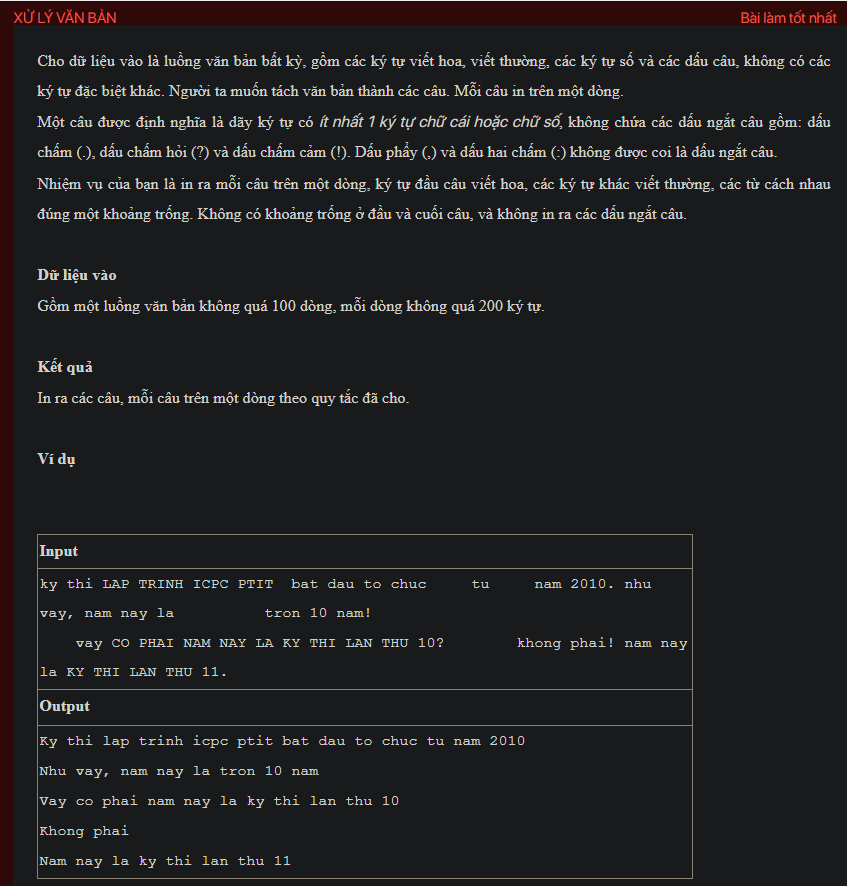 XỬ LÝ VĂN BẢN
Bài làm tốt nhất
Cho dữ liệu vào là luồng văn bản bất kỳ, gồm các ký tự viết hoa, viết thường, các ký tự số và các dấu câu, không có các
ký tự đặc biệt khác. Người ta muốn tách văn bản thành các câu. Mỗi câu in trên một dòng.
Một câu được định nghĩa là dãy ký tự có ít nhất 1 ký tự chữ cái hoặc chữ số, không chứa các dấu ngắt câu gồm: dấu
chấm (.), dấu chấm hỏi (?) và dấu chấm cảm (!). Dấu phẩy (,) và dấu hai chấm (:) không được coi là dấu ngắt câu.
Nhiệm vụ của bạn là in ra mỗi câu trên một dòng, ký tự đầu câu viết hoa, các ký tự khác viết thường, các từ cách nhau
đúng một khoảng trống. Không có khoảng trống ở đầu và cuối câu, và không in ra các dấu ngắt câu.
Dữ liệu vào
Gồm một luồng văn bản không quá 100 dòng, mỗi dòng không quá 200 ký tự.
Kết quả
In ra các câu, mỗi câu trên một dòng theo quy tắc đã cho.
Ví dụ
Input
ky thi LAP TRINH ICPC PTIT  bat dau to chuc     tu     nam 2010. nhu
vay, nam nay la          tron 10 nam!
    vay CO PHAI NAM NAY LA KY THI LAN THU 10?        khong phai! nam nay
la KY THI LAN THU 11.
Output
Ky thi lap trinh icpc ptit bat dau to chuc tu nam 2010
Nhu vay, nam nay la tron 10 nam
Vay co phai nam nay la ky thi lan thu 10
Khong phai
Nam nay la ky thi lan thu 11